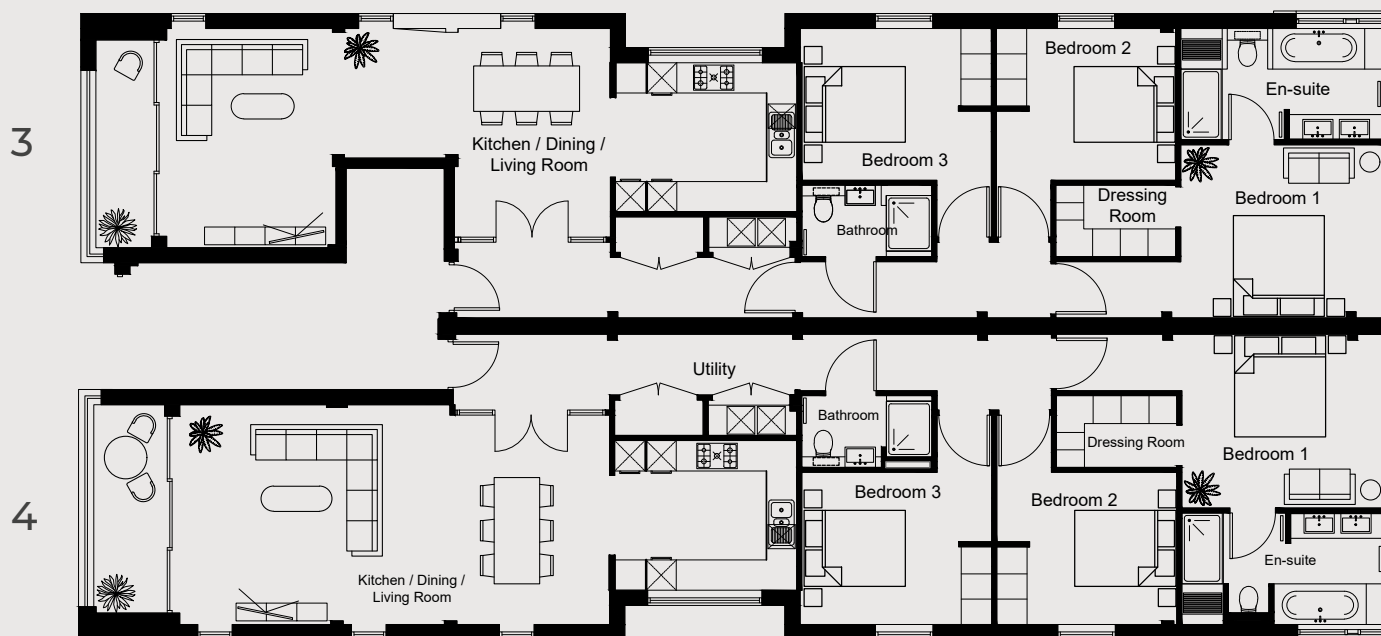 3
Kitchen / Dining /
Living Room
Bedroom 3
Bathroom
Bedroom 2
Dressing
Room
En-suite
Bedroom 1
4
Kitchen / Dining /
Living Room
Utility
Bathroom
Bedroom 3
Dressing Room
Bedroom 2
Bedroom 1
En-suite